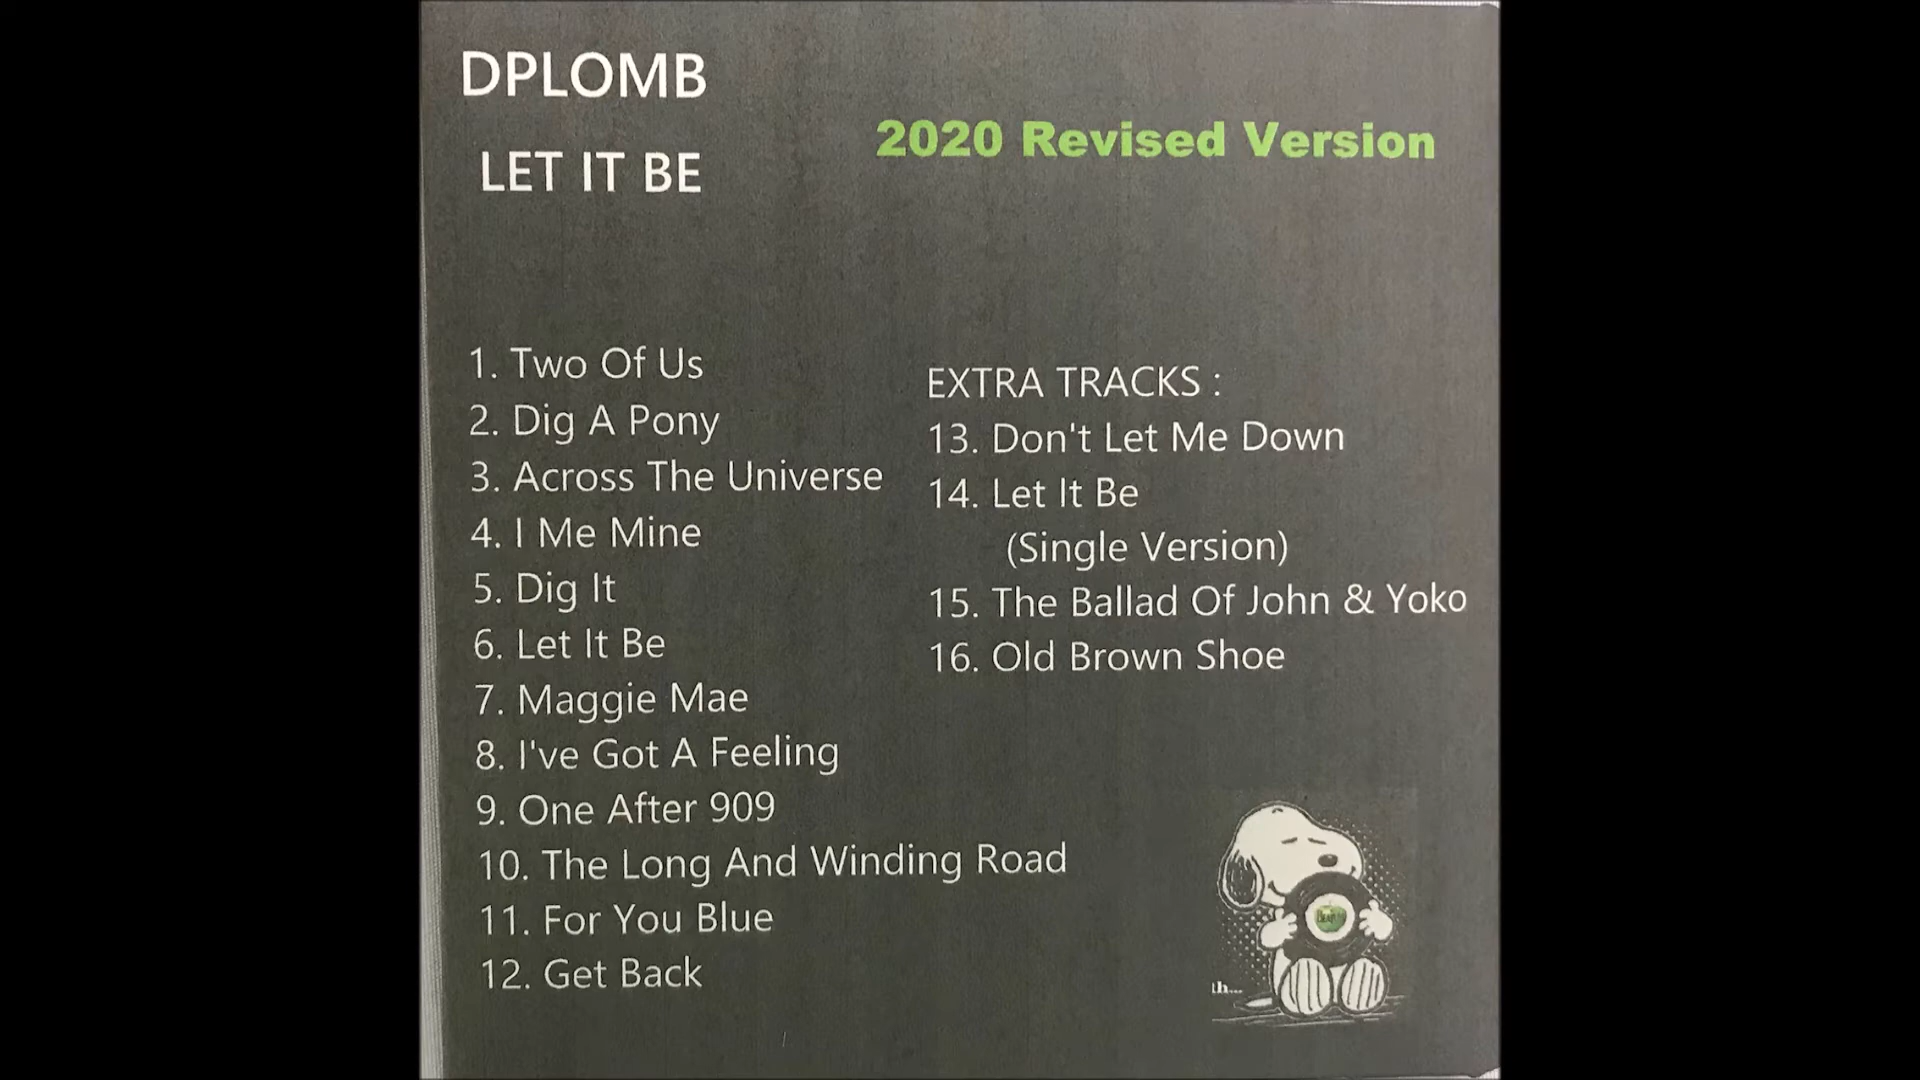 DPLOMB
LET IT BE
2020 Revised Version
1. Two Of Us
2. Dig A Pony
3. Across The Universe
4. I Me Mine
5. Dig It
6. Let It Be
7. Maggie Mae
8. I've Got A Feeling
9. One After 909
10. The Long And Winding Road
11. For You Blue
12. Get Back
EXTRA TRACKS :
13. Don't Let Me Down
14. Let It Be
(Single Version)
15. The Ballad Of John & Yoko
16. Old Brown Shoe
th...